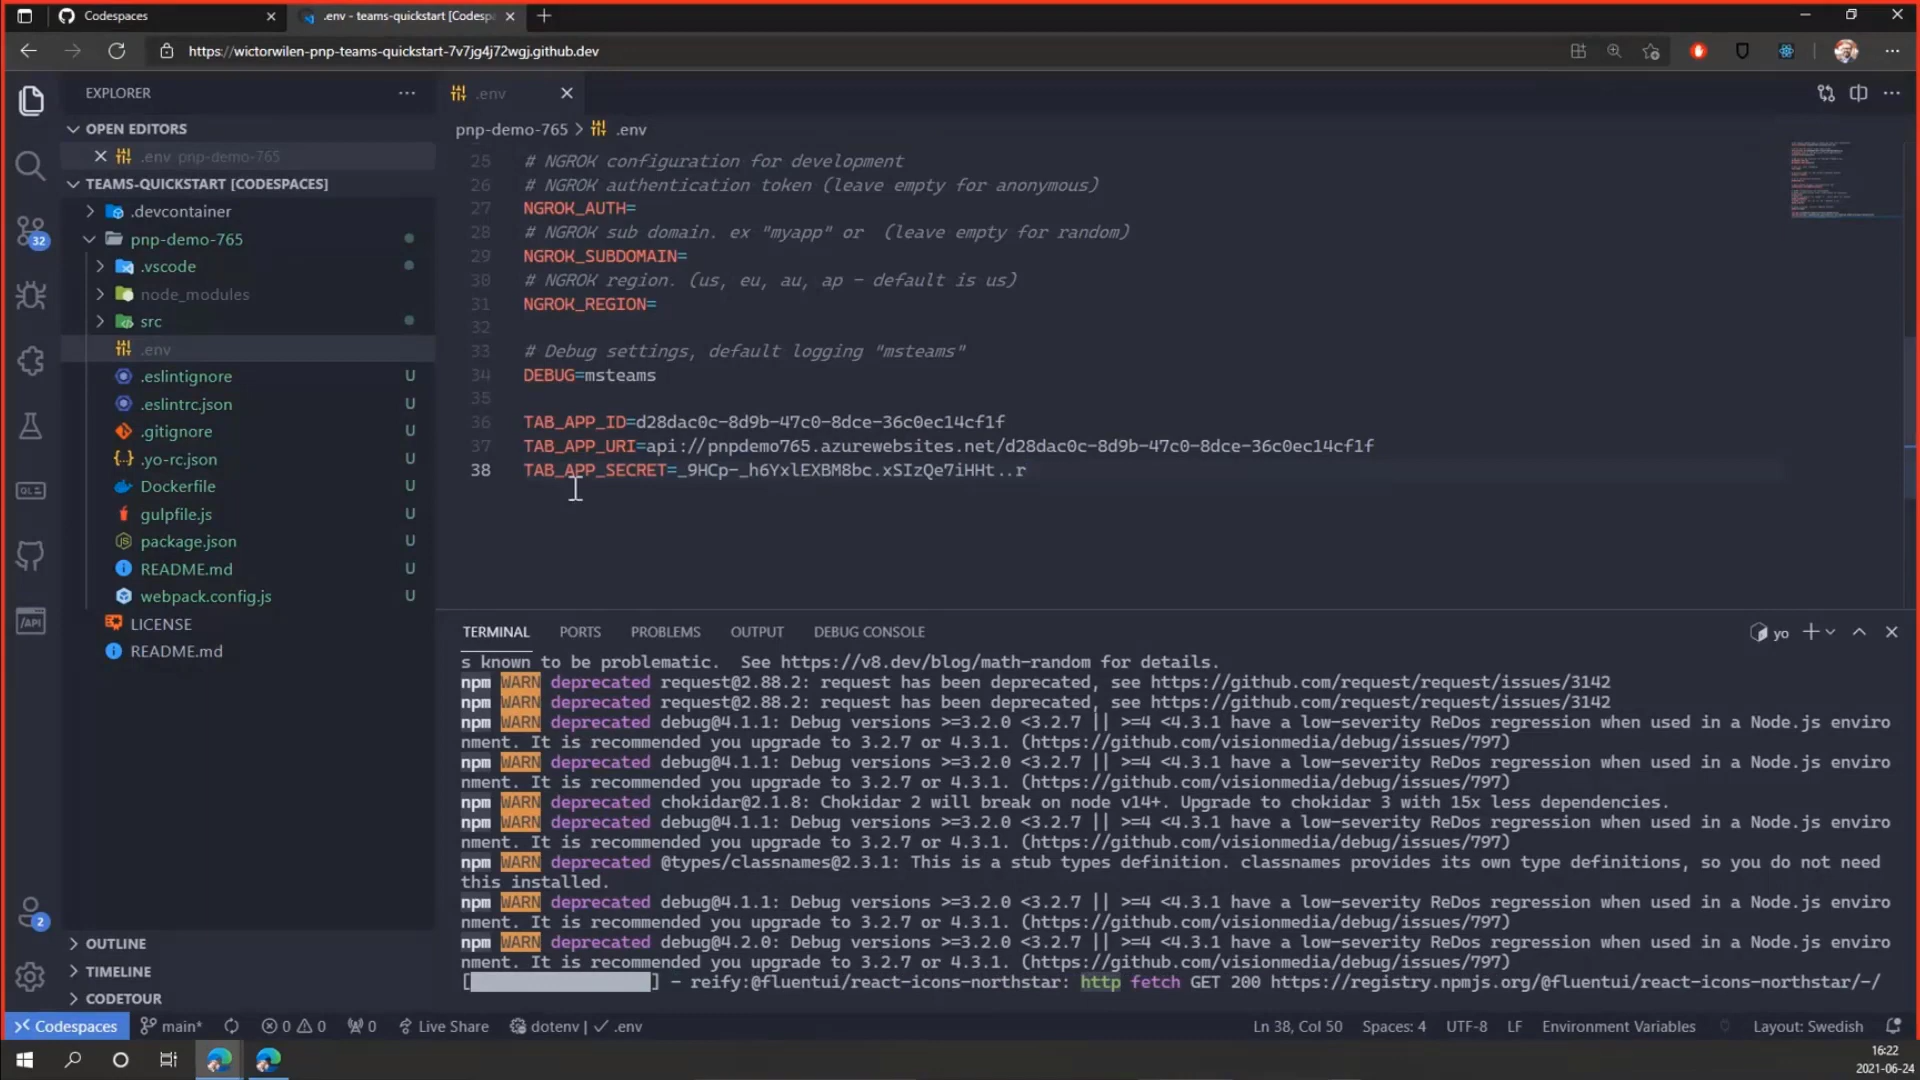 Codespaces
.env - teams-quickstart [Codesp
https://wictorwilen-pnp-teams-quickstart-7v7jg4j72wgj.github.dev
EXPLORER
.env
OPEN EDITORS
pnp-demo-765 > .env
.env pnp-demo-765
TEAMS-QUICKSTART [CODESPACES]
.devcontainer
pnp-demo-765
.vscode
node_modules
src
.env
.eslintignore U
.eslintrc.json U
.gitignore U
.yo-rc.json U
Dockerfile U
gulpfile.js U
package.json U
README.md U
webpack.config.js U
LICENSE
README.md
OUTLINE
TIMELINE
CODETOUR
32
2
25 # NGROK configuration for development
26 # NGROK authentication token (leave empty for anonymous)
27 NGROK_AUTH=
28 # NGROK sub domain. ex "myapp" or  (leave empty for random)
29 NGROK_SUBDOMAIN=
30 # NGROK region. (us, eu, au, ap - default is us)
31 NGROK_REGION=
32
33 # Debug settings, default logging "msteams"
34 DEBUG=msteams
35
36 TAB_APP_ID=d28dac0c-8d9b-47c0-8dce-36c0ec14cf1f
37 TAB_APP_URI=api://pnpdemo765.azurewebsites.net/d28dac0c-8d9b-47c0-8dce-36c0ec14cf1f
38 TAB_APP_SECRET=_9HCp-_h6YxlEXBM8bc.xSIzQe7iHHt..r
TERMINAL PORTS PROBLEMS OUTPUT DEBUG CONSOLE
yo
s known to be problematic.  See https://v8.dev/blog/math-random for details.
npm WARN deprecated request@2.88.2: request has been deprecated, see https://github.com/request/request/issues/3142
npm WARN deprecated request@2.88.2: request has been deprecated, see https://github.com/request/request/issues/3142
npm WARN deprecated debug@4.1.1: Debug versions >=3.2.0 <3.2.7 || >=4 <4.3.1 have a low-severity ReDos regression when used in a Node.js enviro
nment. It is recommended you upgrade to 3.2.7 or 4.3.1. (https://github.com/visionmedia/debug/issues/797)
npm WARN deprecated debug@4.1.1: Debug versions >=3.2.0 <3.2.7 || >=4 <4.3.1 have a low-severity ReDos regression when used in a Node.js enviro
nment. It is recommended you upgrade to 3.2.7 or 4.3.1. (https://github.com/visionmedia/debug/issues/797)
npm WARN deprecated chokidar@2.1.8: Chokidar 2 will break on node v14+. Upgrade to chokidar 3 with 15x less dependencies.
npm WARN deprecated debug@4.1.1: Debug versions >=3.2.0 <3.2.7 || >=4 <4.3.1 have a low-severity ReDos regression when used in a Node.js enviro
nment. It is recommended you upgrade to 3.2.7 or 4.3.1. (https://github.com/visionmedia/debug/issues/797)
npm WARN deprecated @types/classnames@2.3.1: This is a stub types definition. classnames provides its own type definitions, so you do not need
this installed.
npm WARN deprecated debug@4.1.1: Debug versions >=3.2.0 <3.2.7 || >=4 <4.3.1 have a low-severity ReDos regression when used in a Node.js enviro
nment. It is recommended you upgrade to 3.2.7 or 4.3.1. (https://github.com/visionmedia/debug/issues/797)
npm WARN deprecated debug@4.2.0: Debug versions >=3.2.0 <3.2.7 || >=4 <4.3.1 have a low-severity ReDos regression when used in a Node.js enviro
nment. It is recommended you upgrade to 3.2.7 or 4.3.1. (https://github.com/visionmedia/debug/issues/797)
[ ] - reify:@fluentui/react-icons-northstar: http fetch GET 200 https://registry.npmjs.org/@fluentui/react-icons-northstar/-/
Codespaces main* 0 0 0 Live Share dotenv | .env Ln 38, Col 50 Spaces: 4 UTF-8 LF Environment Variables Layout: Swedish
16:22
2021-06-24